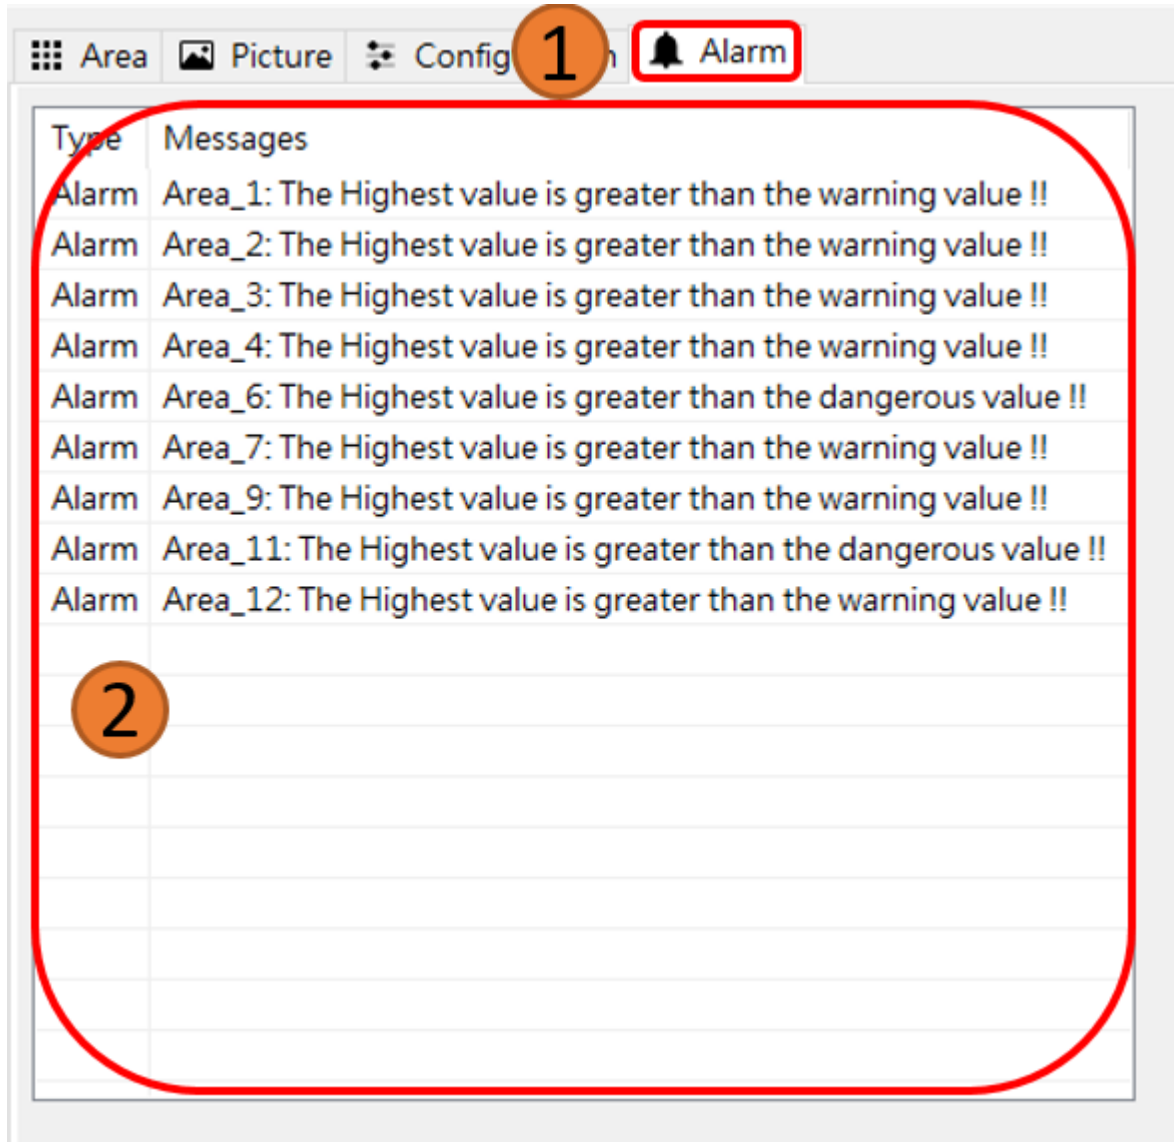 Area Picture Config 1 n Alarm
Type Messages
Alarm Area_1: The Highest value is greater than the warning value !!
Alarm Area_2: The Highest value is greater than the warning value !!
Alarm Area_3: The Highest value is greater than the warning value !!
Alarm Area_4: The Highest value is greater than the warning value !!
Alarm Area_6: The Highest value is greater than the dangerous value !!
Alarm Area_7: The Highest value is greater than the warning value !!
Alarm Area_9: The Highest value is greater than the warning value !!
Alarm Area_11: The Highest value is greater than the dangerous value !!
Alarm Area_12: The Highest value is greater than the warning value !!
2